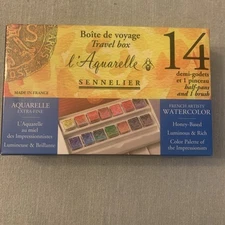 Boîte de voyage
Travel box
l'Aquarelle
SENNELIER
14
demi-godets
et 1 pinceau
half-pans
and 1 brush
MADE IN FRANCE
AQUARELLE
EXTRA-FINE
L'Aquarelle
au miel
des Impressionnistes
Lumineuse & Brillante
FRENCH ARTISTS'
WATERCOLOR
Honey-Based
Luminous & Rich
Color Palette of
the Impressionist